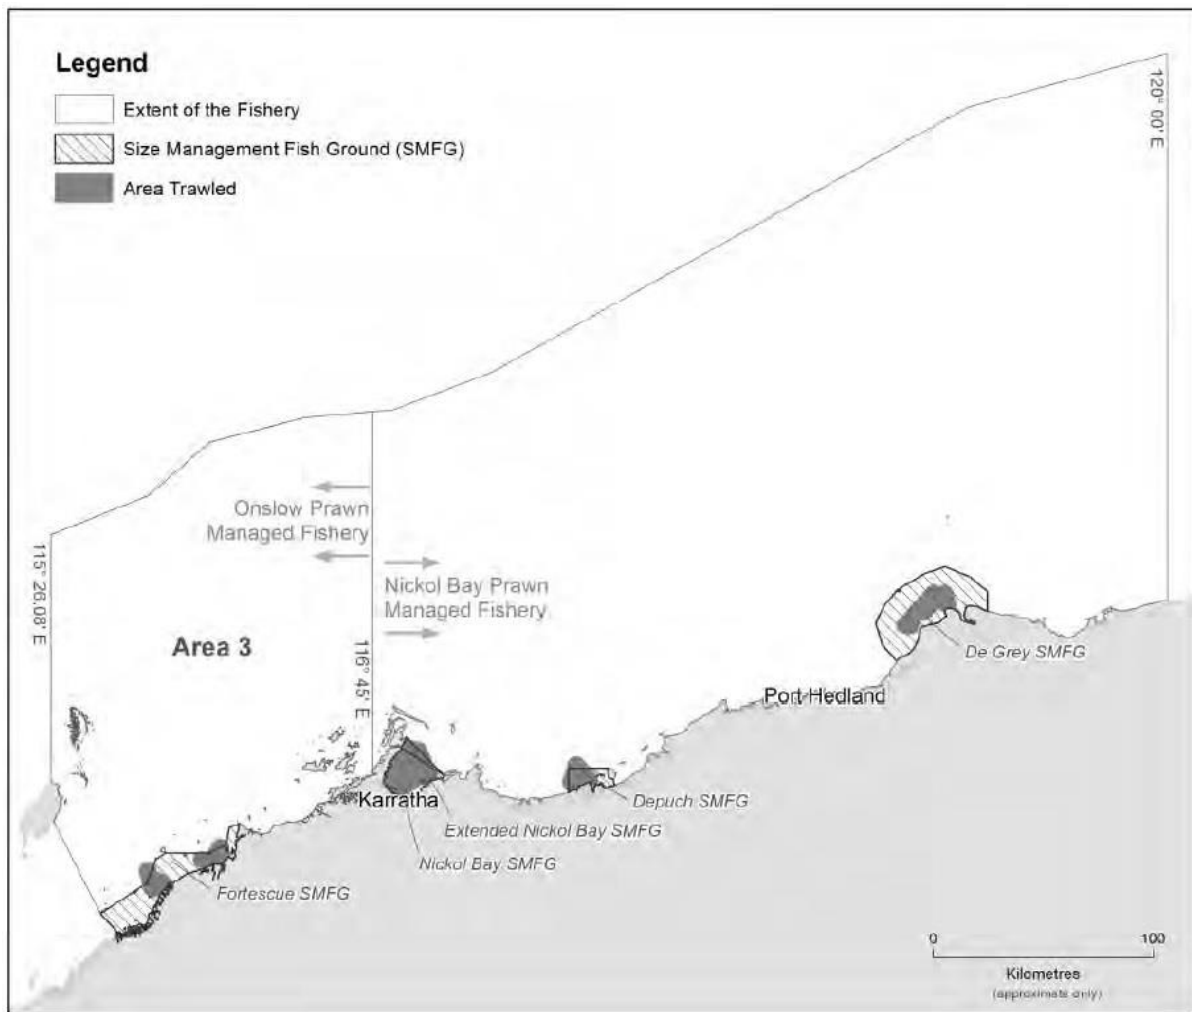 Legend
Extent of the Fishery
Size Management Fish Ground (SMFG)
Area Trawled
120° 00' E
Onslow Prawn
Managed Fishery
Nickol Bay Prawn
Managed Fishery
115° 26.08' E
Area 3
116° 45' E
De Grey SMFG
Port Hedland
Karratha
Depuch SMFG
Extended Nickol Bay SMFG
Nickol Bay SMFG
Fortescue SMFG
0 100
Kilometres
(approximate only)